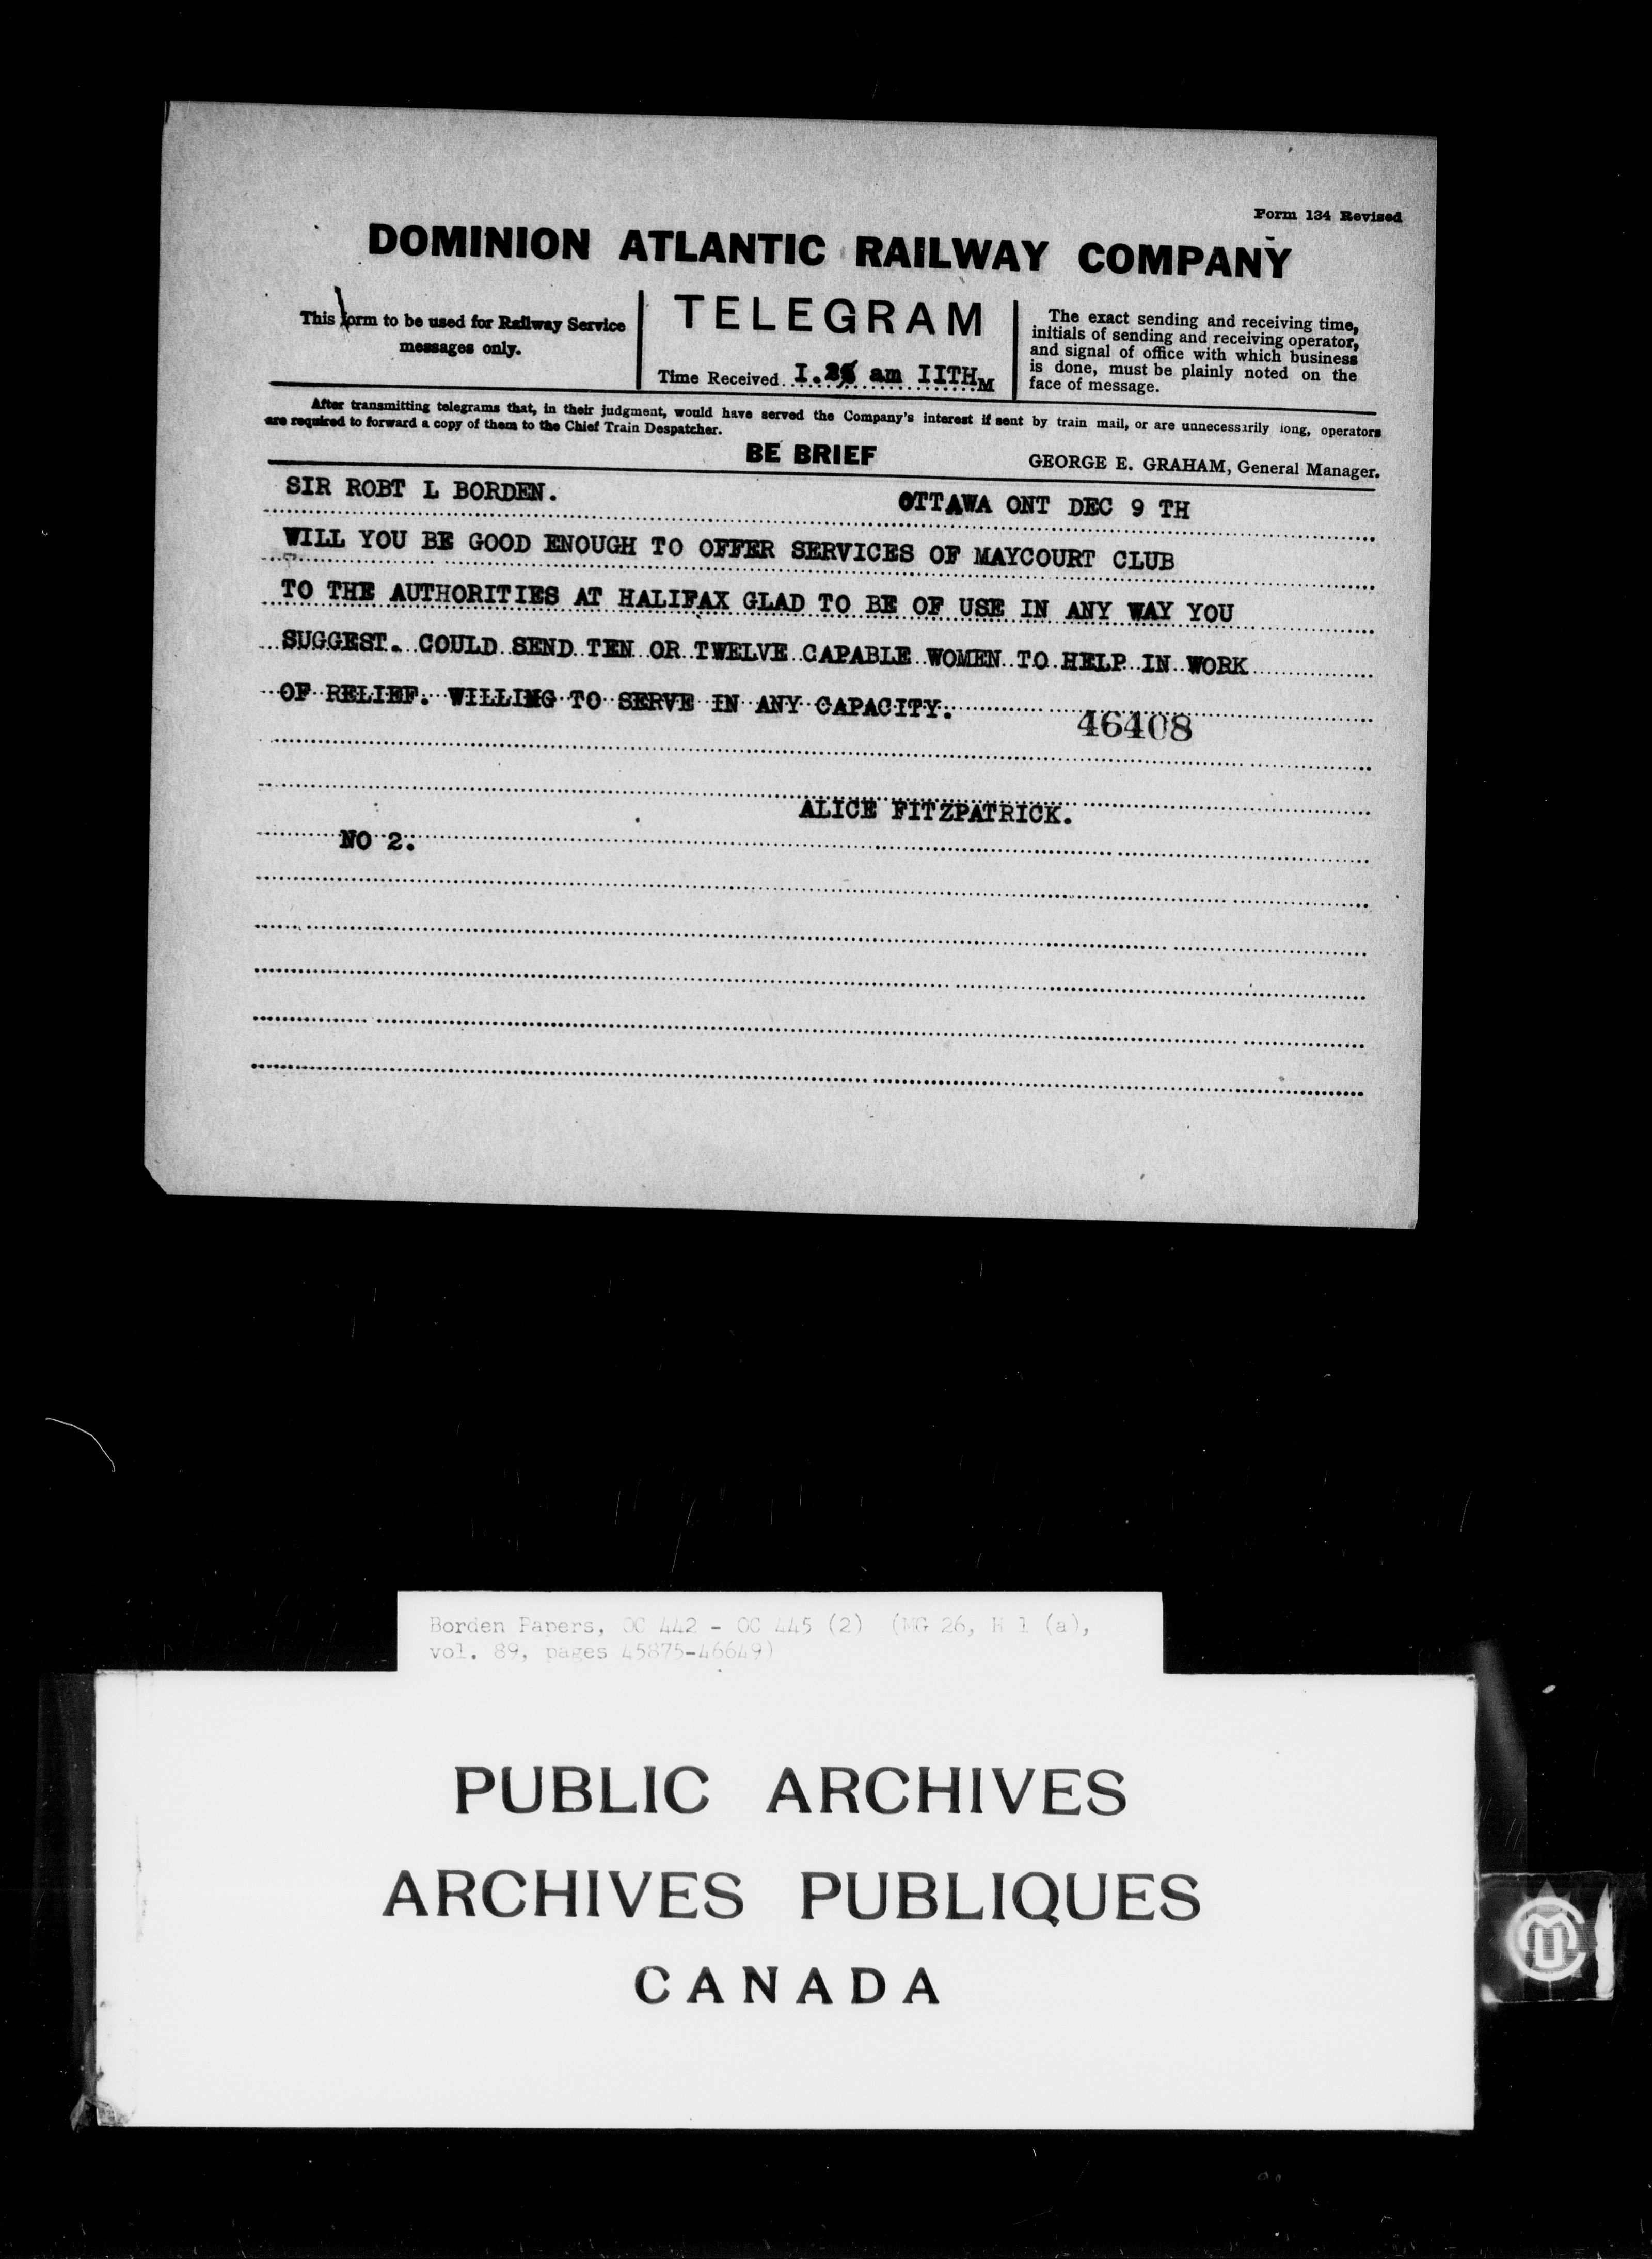 Form 134 Revised
DOMINION ATLANTIC RAILWAY COMPANY
This form to be used for Railway Service
messages only.
TELEGRAM
Time Received I. am IITH M
The exact sending and receiving time,
initials of sending and receiving operator,
and signal of office with which business
is done, must be plainly noted on the
face of message.
After transmitting telegrams that, in their judgment, would have served the Company's interest if sent by train mail, or are unnecessarily long, operators
are required to forward a copy of them to the Chief Train Despatcher.
BE BRIEF
GEORGE E. GRAHAM, General Manager.
SIR ROBT L BORDEN.
OTTAWA ONT DEC 9 TH
WILL YOU BE GOOD ENOUGH TO OFFER SERVICES OF MAYCOURT CLUB
TO THE AUTHORITIES AT HALIFAX GLAD TO BE OF USE IN ANY WAY YOU
SUGGEST. COULD SEND TEN OR TWELVE CAPABLE WOMEN TO HELP IN WORK
OF RELIEF. WILLING TO SERVE IN ANY CAPACITY.
46408
ALICE FITZPATRICK.
NO 2.
Borden Papers, OC 442 - OC 445 (2) (MG 26, H 1 (a),
vol. 89, pages 45875-46649)
PUBLIC ARCHIVES
ARCHIVES PUBLIQUES
CANADA